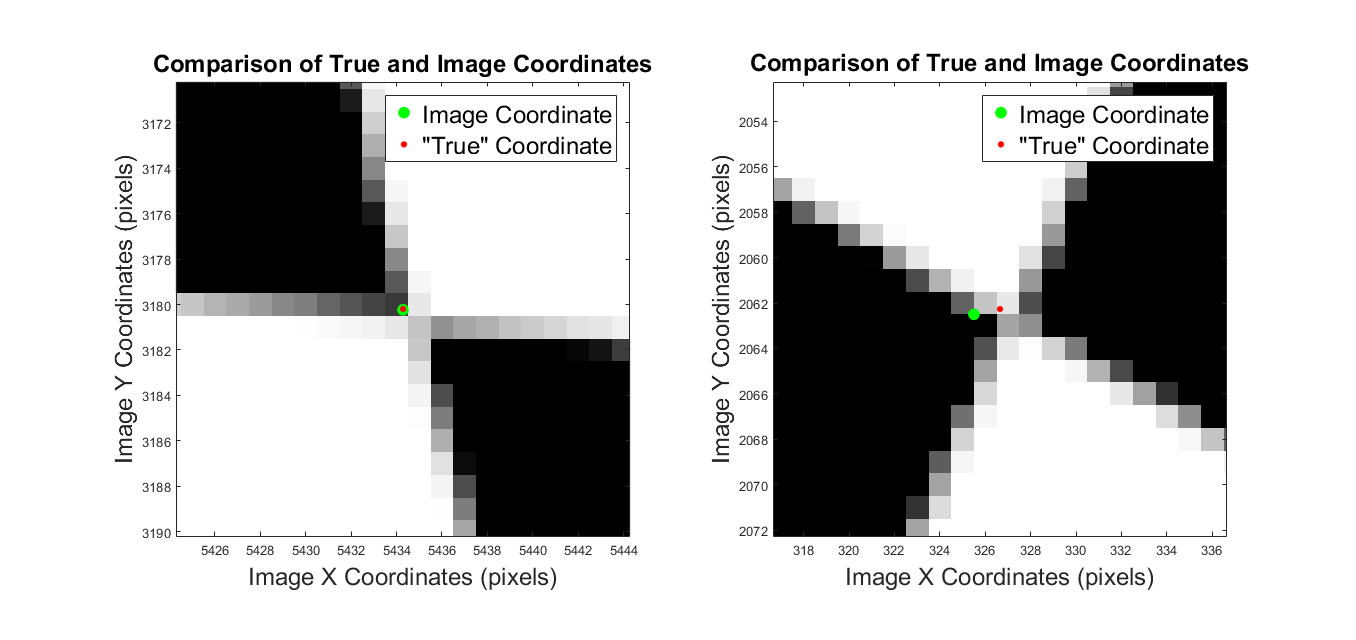 Comparison of True and Image Coordinates
Image Coordinate
"True" Coordinate
Image Y Coordinates (pixels)
3172
3174
3176
3178
3180
3182
3184
3186
3188
3190
5426 5428 5430 5432 5434 5436 5438 5440 5442 5444
Image X Coordinates (pixels)
Comparison of True and Image Coordinates
Image Coordinate
"True" Coordinate
Image Y Coordinates (pixels)
2054
2056
2058
2060
2062
2064
2066
2068
2070
2072
318 320 322 324 326 328 330 332 334 336
Image X Coordinates (pixels)